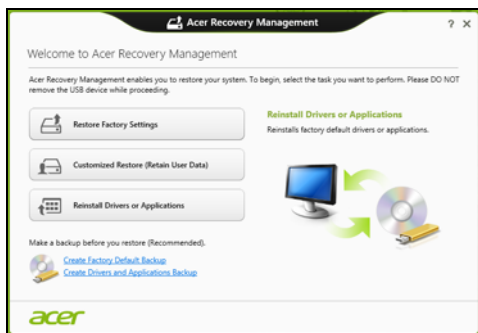 Acer Recovery Management
? X
Welcome to Acer Recovery Management
Acer Recovery Management enables you to restore your system. To begin, select the task you want to perform. Please DO NOT
remove the USB device while proceeding.
Restore Factory Settings
Customized Restore (Retain User Data)
Reinstall Drivers or Applications
Reinstall Drivers or Applications
Reinstalls factory default drivers or applications.
Make a backup before you restore (Recommended).
Create Factory Default Backup
Create Drivers and Applications Backup
acer